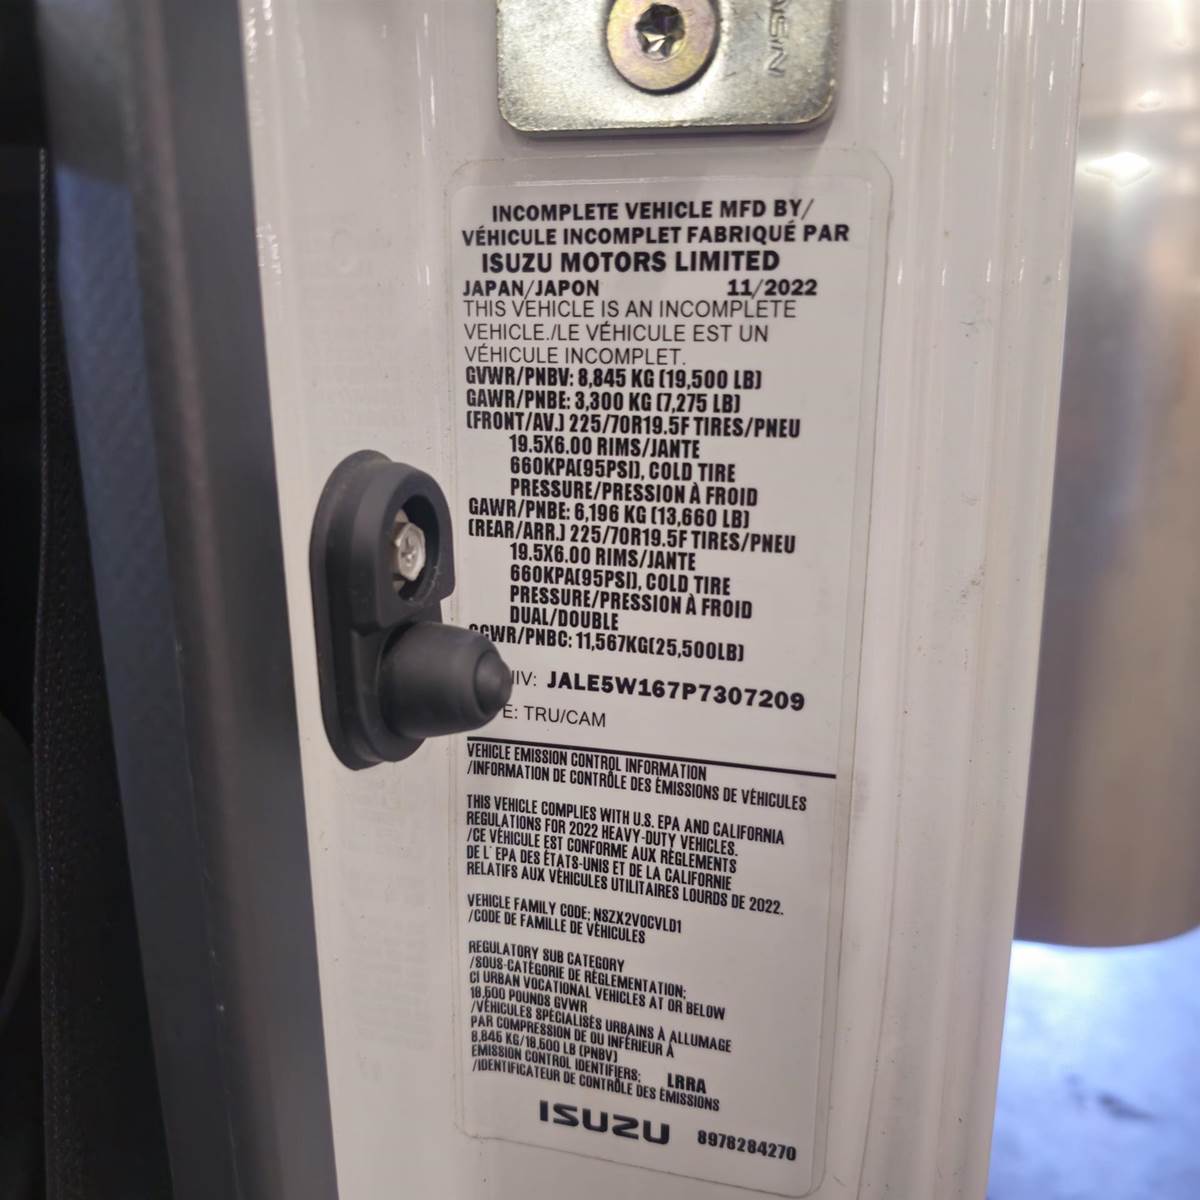 INCOMPLETE VEHICLE MFD BY/
VÉHICULE INCOMPLET FABRIQUÉ PAR
ISUZU MOTORS LIMITED
JAPAN/JAPON 11/2022
THIS VEHICLE IS AN INCOMPLETE
VEHICLE./LE VÉHICULE EST UN
VÉHICULE INCOMPLET.
GVWR/PNBV: 8,845 KG (19,500 LB)
GAWR/PNBE: 3,300 KG (7,275 LB)
(FRONT/AV.) 225/70R19.5F TIRES/PNEU
19.5X6.00 RIMS/JANTE
660KPA(95PSI), COLD TIRE
PRESSURE/PRESSION À FROID
GAWR/PNBE: 6,196 KG (13,660 LB)
(REAR/ARR.) 225/70R19.5F TIRES/PNEU
19.5X6.00 RIMS/JANTE
660KPA(95PSI), COLD TIRE
PRESSURE/PRESSION À FROID
DUAL/DOUBLE
GCWR/PNBC: 11,567KG(25,500LB)
JALE5W167P7307209
TRU/CAM
VEHICLE EMISSION CONTROL INFORMATION
/INFORMATION DE CONTRÔLE DES ÉMISSIONS DE VÉHICULES
THIS VEHICLE COMPLIES WITH U.S. EPA AND CALIFORNIA
REGULATIONS FOR 2022 HEAVY-DUTY VEHICLES.
/CE VÉHICULE EST CONFORME AUX RÈGLEMENTS
DE L'EPA DES ÉTATS-UNIS ET DE LA CALIFORNIE
RELATIFS AUX VÉHICULES UTILITAIRES LOURDS DE 2022.
VEHICLE FAMILY CODE: NSZX2VOCVLD1
/CODE DE FAMILLE DE VÉHICULES
REGULATORY SUB CATEGORY
/SOUS-CATÉGORIE DE RÉGLEMENTATION:
CI URBAN VOCATIONAL VEHICLES AT OR BELOW
19,500 POUNDS GVWR
/VÉHICULES SPÉCIALISÉS URBAINS À ALLUMAGE
PAR COMPRESSION DE OU INFÉRIEUR À
8,845 KG/19,500 LB (PNBV)
EMISSION CONTROL IDENTIFIERS: LRRA
/IDENTIFICATEUR DE CONTRÔLE DES ÉMISSIONS
ISUZU 8978284270